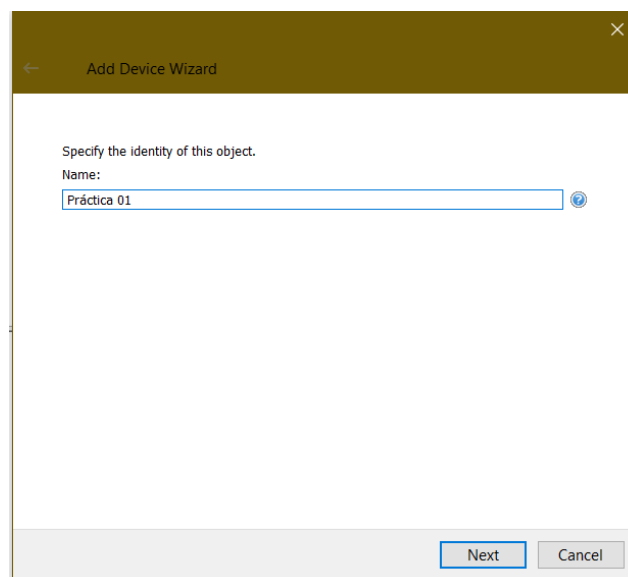 Add Device Wizard
Specify the identity of this object.
Name:
Práctica 01
Next Cancel